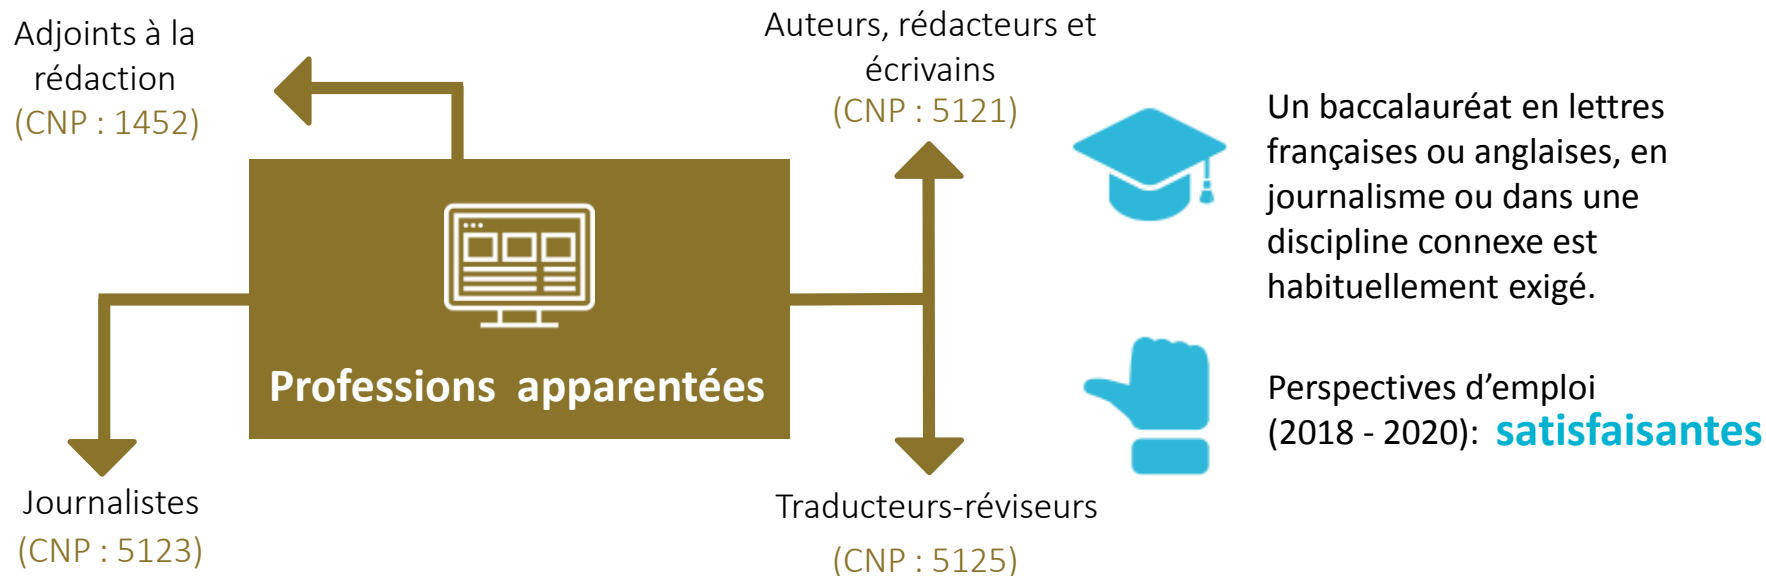 Adjoints à la
rédaction
(CNP : 1452)
Auteurs, rédacteurs et
écrivains
(CNP : 5121)
Professions apparentées
Journalistes
(CNP : 5123)
Traducteurs-réviseurs
(CNP : 5125)
Un baccalauréat en lettres
françaises ou anglaises, en
journalisme ou dans une
discipline connexe est
habituellement exigé.
Perspectives d’emploi
(2018 - 2020): satisfaisantes